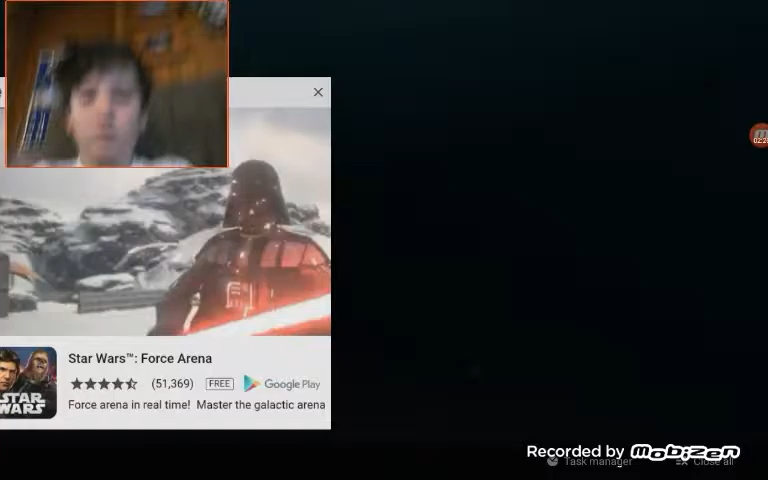 Star Wars™: Force Arena
(51,369) FREE Google Play
Force arena in real time! Master the galactic arena
STAR
WARS
Recorded by Mobizen
Task manager
Close all